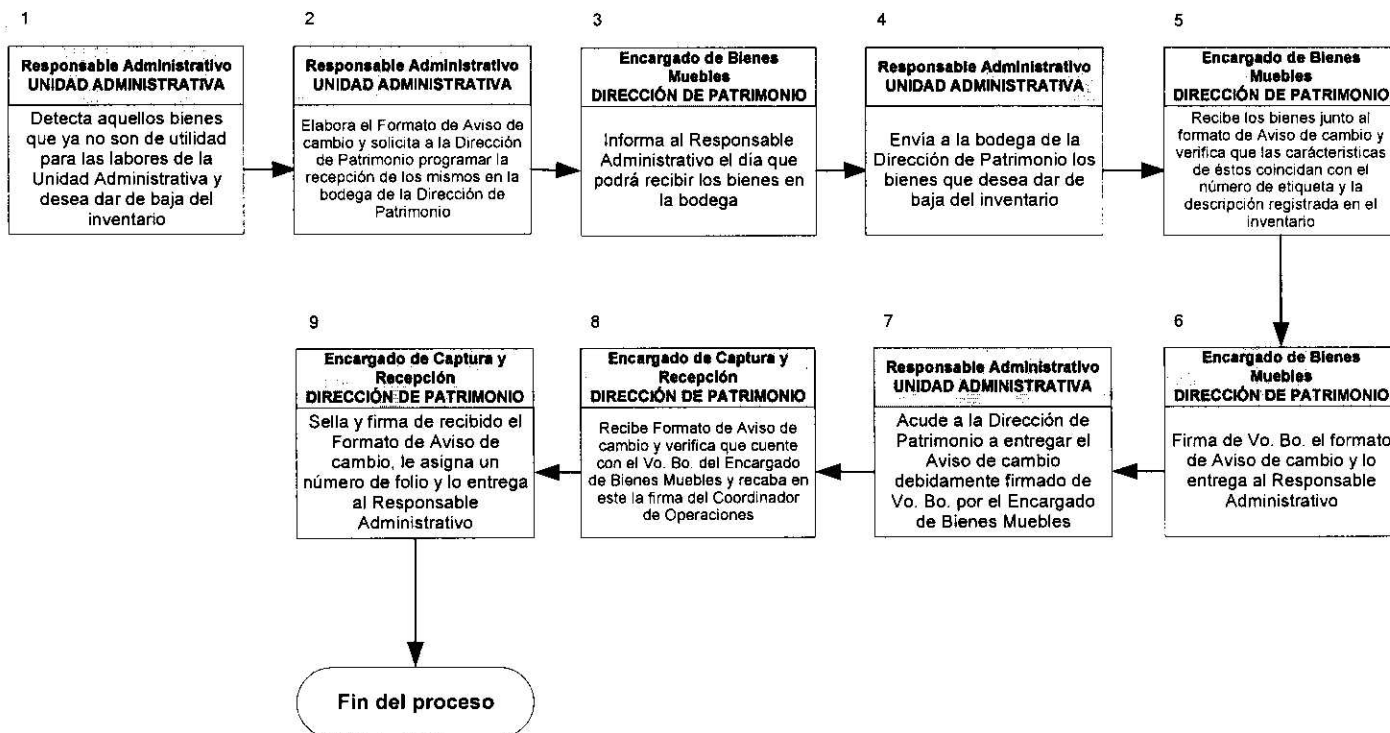 1
Responsable Administrativo
UNIDAD ADMINISTRATIVA
Detecta aquellos bienes
que ya no son de utilidad
para las labores de la
Unidad Administrativa y
desea dar de baja del
inventario
2
Responsable Administrativo
UNIDAD ADMINISTRATIVA
Elabora el Formato de Aviso de
cambio y solicita a la Dirección
de Patrimonio programar la
recepción de los mismos en la
bodega de la Dirección de
Patrimonio
3
Encargado de Bienes
Muebles
DIRECCIÓN DE PATRIMONIO
Informa al Responsable
Administrativo el día que
podrá recibir los bienes en
la bodega
4
Responsable Administrativo
UNIDAD ADMINISTRATIVA
Envía a la bodega de la
Dirección de Patrimonio los
bienes que desea dar de
baja del inventario
5
Encargado de Bienes
Muebles
DIRECCIÓN DE PATRIMONIO
Recibe los bienes junto al
formato de Aviso de cambio y
verifica que las carácteristicas
de éstos coincidan con el
número de etiqueta y la
descripción registrada en el
inventario
6
Encargado de Bienes
Muebles
DIRECCIÓN DE PATRIMONIO
Firma de Vo. Bo. el formato
de Aviso de cambio y lo
entrega al Responsable
Administrativo
7
Responsable Administrativo
UNIDAD ADMINISTRATIVA
Acude a la Dirección de
Patrimonio a entregar el
Aviso de cambio
debidamente firmado de
Vo. Bo. por el Encargado
de Bienes Muebles
8
Encargado de Captura y
Recepción
DIRECCIÓN DE PATRIMONIO
Recibe Formato de Aviso de
cambio y verifica que cuente
con el Vo. Bo. del Encargado
de Bienes Muebles y recaba en
este la firma del Coordinador
de Operaciones
9
Encargado de Captura y
Recepción
DIRECCIÓN DE PATRIMONIO
Sella y firma de recibido el
Formato de Aviso de
cambio, le asigna un
número de folio y lo entrega
al Responsable
Administrativo
Fin del proceso